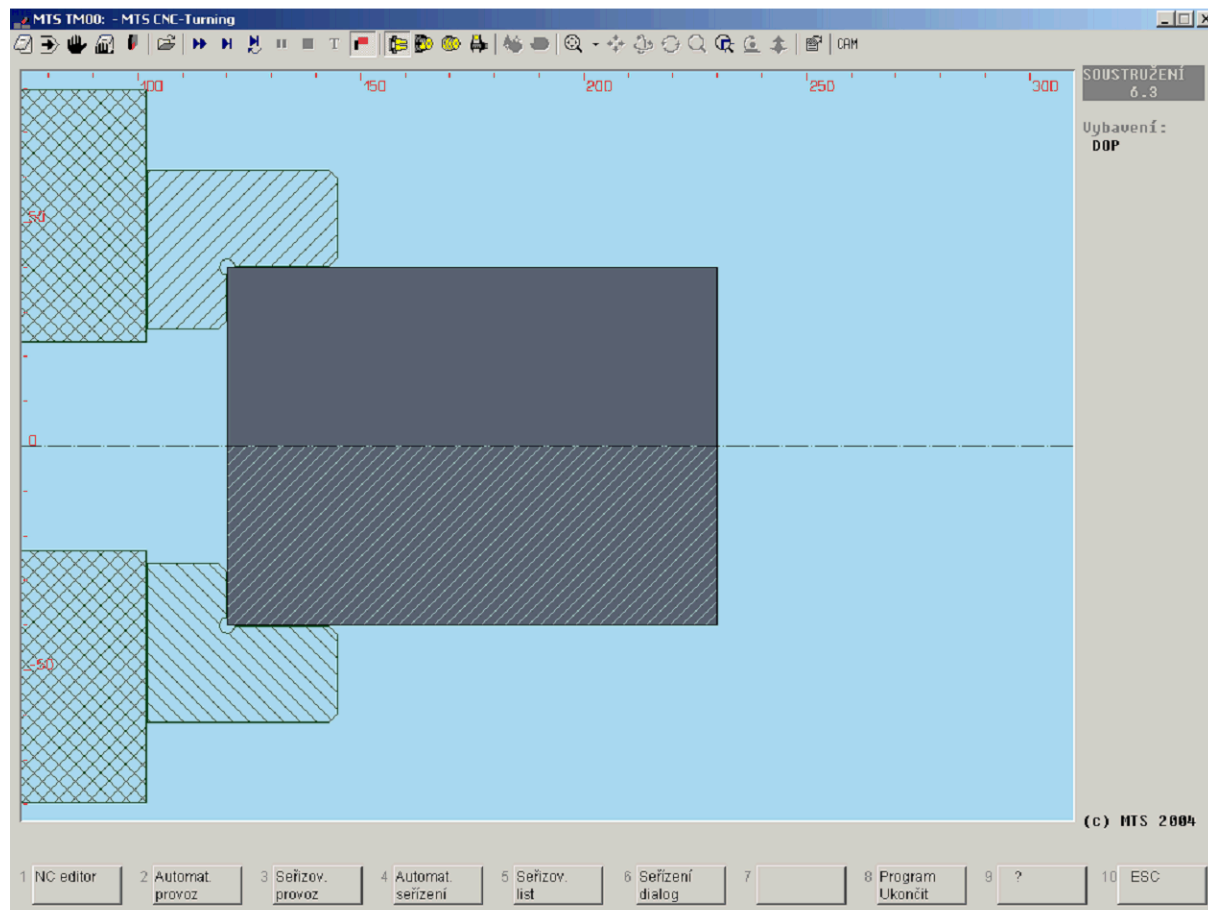 MTS TM00: - MTS CNC-Turning
T
CAM
100
150
200
250
300
50
0
-50
SOUSTRUŽENÍ
6.3
Vybavení:
DOP
(c) MTS 2004
1 NC editor
2 Automat.
provoz
3 Seřizov.
provoz
4 Automat.
seřízení
5 Seřizov.
list
6 Seřízení
dialog
7
8 Program
Ukončit
9 ?
10 ESC